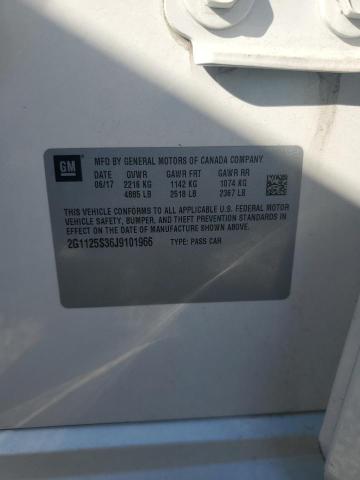 GM
MFD BY GENERAL MOTORS OF CANADA COMPANY
DATE GVWR GAWR FRT GAWR RR
06/17 2216 KG 1142 KG 1074 KG
4885 LB 2518 LB 2367 LB
THIS VEHICLE CONFORMS TO ALL APPLICABLE U.S. FEDERAL MOTOR
VEHICLE SAFETY, BUMPER, AND THEFT PREVENTION STANDARDS
IN EFFECT ON THE DATE OF MANUFACTURE SHOWN ABOVE.
2G1125S36J9101966 TYPE: PASS CAR